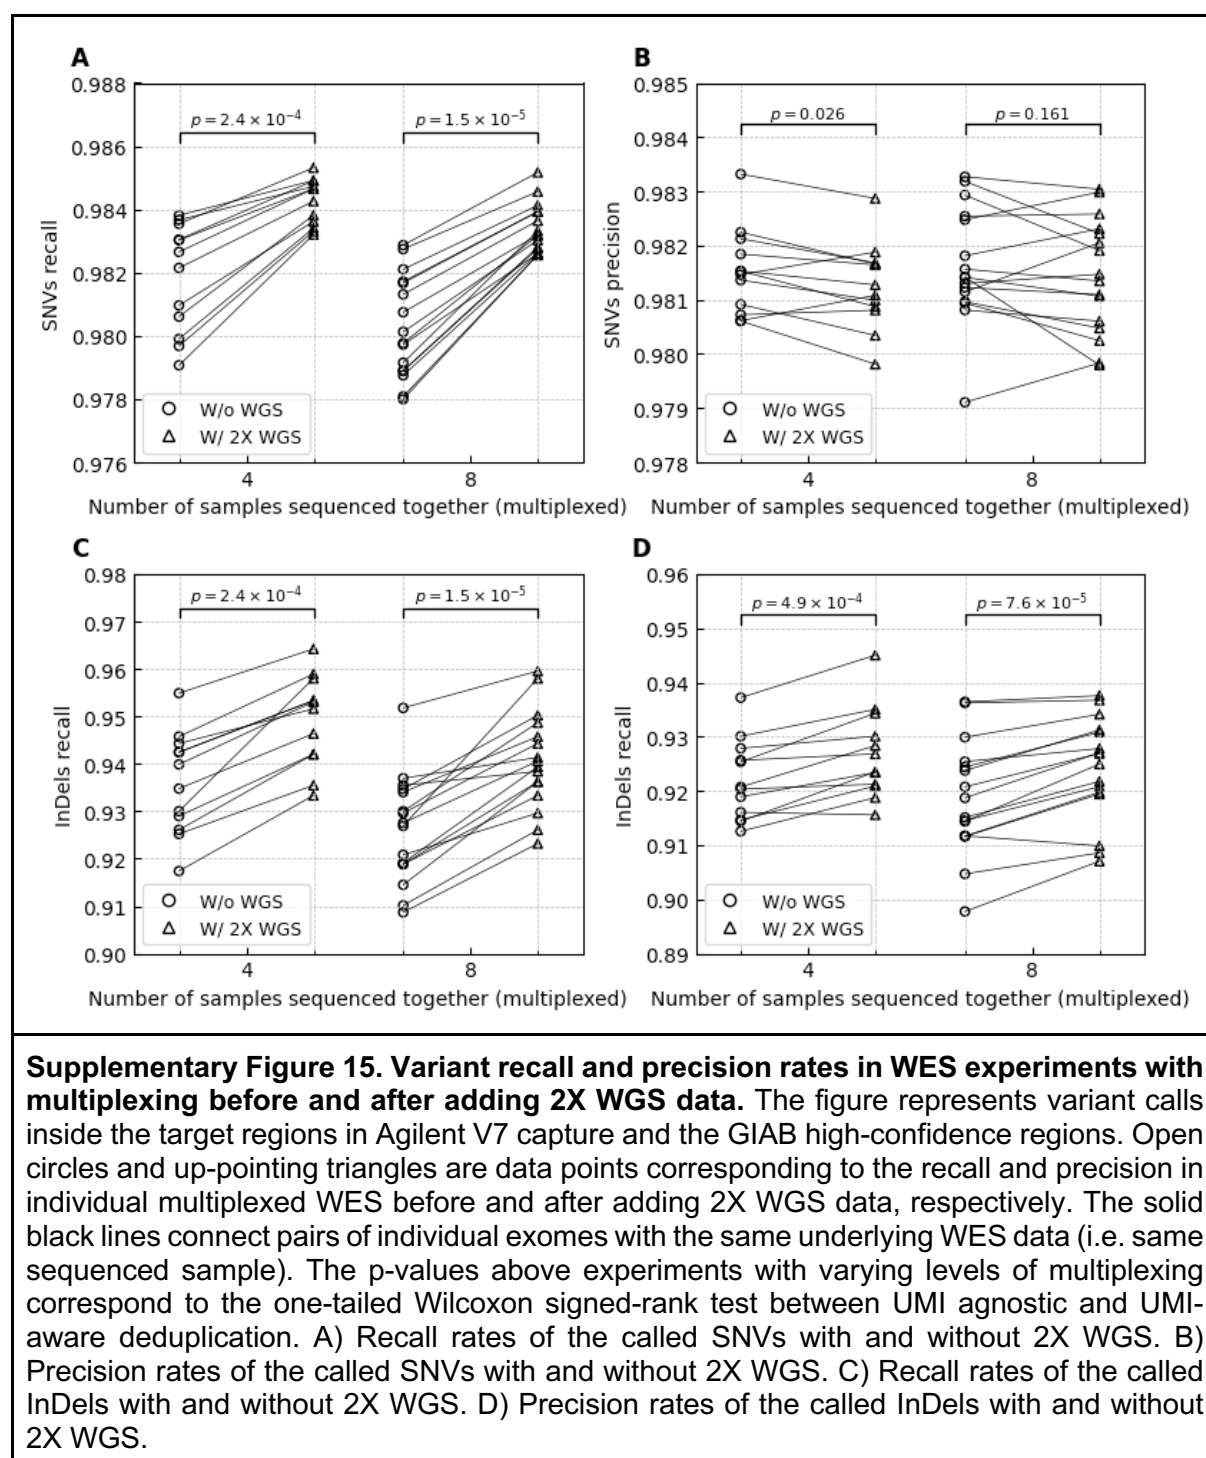 A
0.988
0.986
0.984
0.982
0.980
0.978
0.976
SNVs recall
p = 2.4 × 10⁻⁴
p = 1.5 × 10⁻⁵
W/o WGS
W/ 2X WGS
4
8
Number of samples sequenced together (multiplexed)
B
0.985
0.984
0.983
0.982
0.981
0.980
0.979
0.978
SNVs precision
p = 0.026
p = 0.161
W/o WGS
W/ 2X WGS
4
8
Number of samples sequenced together (multiplexed)
C
0.98
0.97
0.96
0.95
0.94
0.93
0.92
0.91
0.90
InDels recall
p = 2.4 × 10⁻⁴
p = 1.5 × 10⁻⁵
W/o WGS
W/ 2X WGS
4
8
Number of samples sequenced together (multiplexed)
D
0.96
0.95
0.94
0.93
0.92
0.91
0.90
0.89
InDels recall
p = 4.9 × 10⁻⁴
p = 7.6 × 10⁻⁵
W/o WGS
W/ 2X WGS
4
8
Number of samples sequenced together (multiplexed)
Supplementary Figure 15. Variant recall and precision rates in WES experiments with
multiplexing before and after adding 2X WGS data. The figure represents variant calls
inside the target regions in Agilent V7 capture and the GIAB high-confidence regions. Open
circles and up-pointing triangles are data points corresponding to the recall and precision in
individual multiplexed WES before and after adding 2X WGS data, respectively. The solid
black lines connect pairs of individual exomes with the same underlying WES data (i.e. same
sequenced sample). The p-values above experiments with varying levels of multiplexing
correspond to the one-tailed Wilcoxon signed-rank test between UMI agnostic and UMI-
aware deduplication. A) Recall rates of the called SNVs with and without 2X WGS. B)
Precision rates of the called SNVs with and without 2X WGS. C) Recall rates of the called
InDels with and without 2X WGS. D) Precision rates of the called InDels with and without
2X WGS.